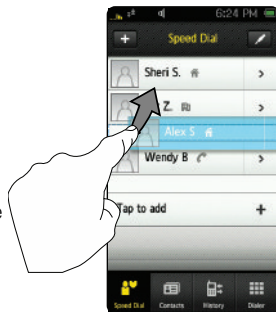 6:24 PM
Speed Dial
Sheri S.
Z.
Alex S
Wendy B
Tap to add
Speed Dial Contacts History Dialer